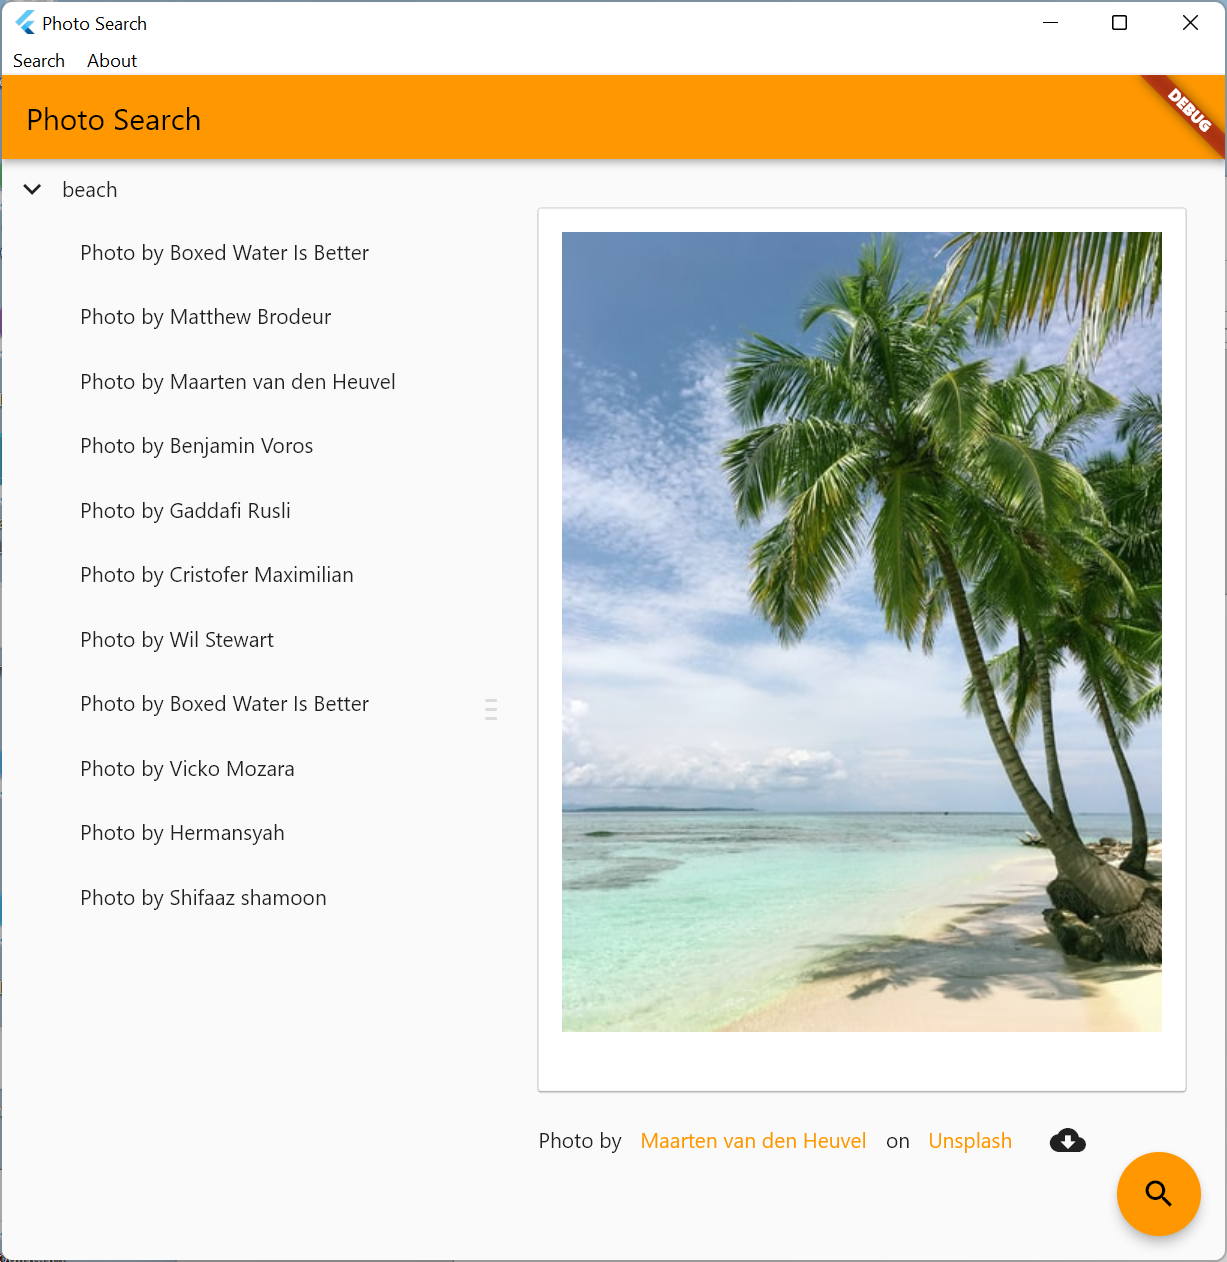 Photo Search
Search About
Photo Search
DEBUG
beach
Photo by Boxed Water Is Better
Photo by Matthew Brodeur
Photo by Maarten van den Heuvel
Photo by Benjamin Voros
Photo by Gaddafi Rusli
Photo by Cristofer Maximilian
Photo by Wil Stewart
Photo by Boxed Water Is Better
Photo by Vicko Mozara
Photo by Hermansyah
Photo by Shifaaz shamoon
Photo by Maarten van den Heuvel on Unsplash